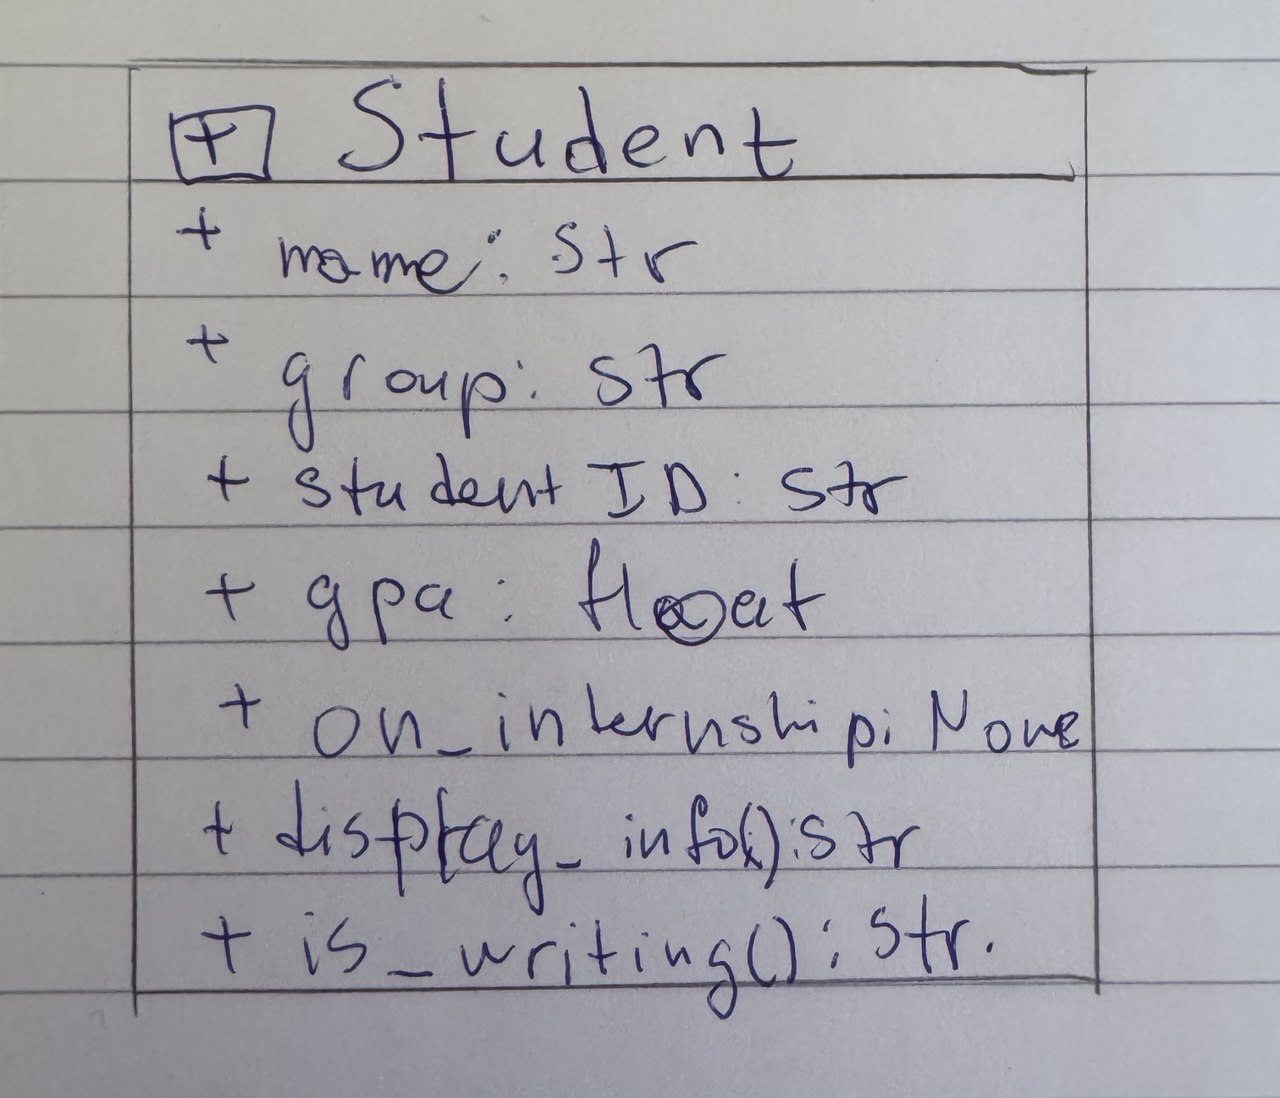 + Student
+ name: str
+ group: str
+ student ID: str
+ gpa: float
+ on_internship: None
+ display_info(): str
+ is_writing(): str.